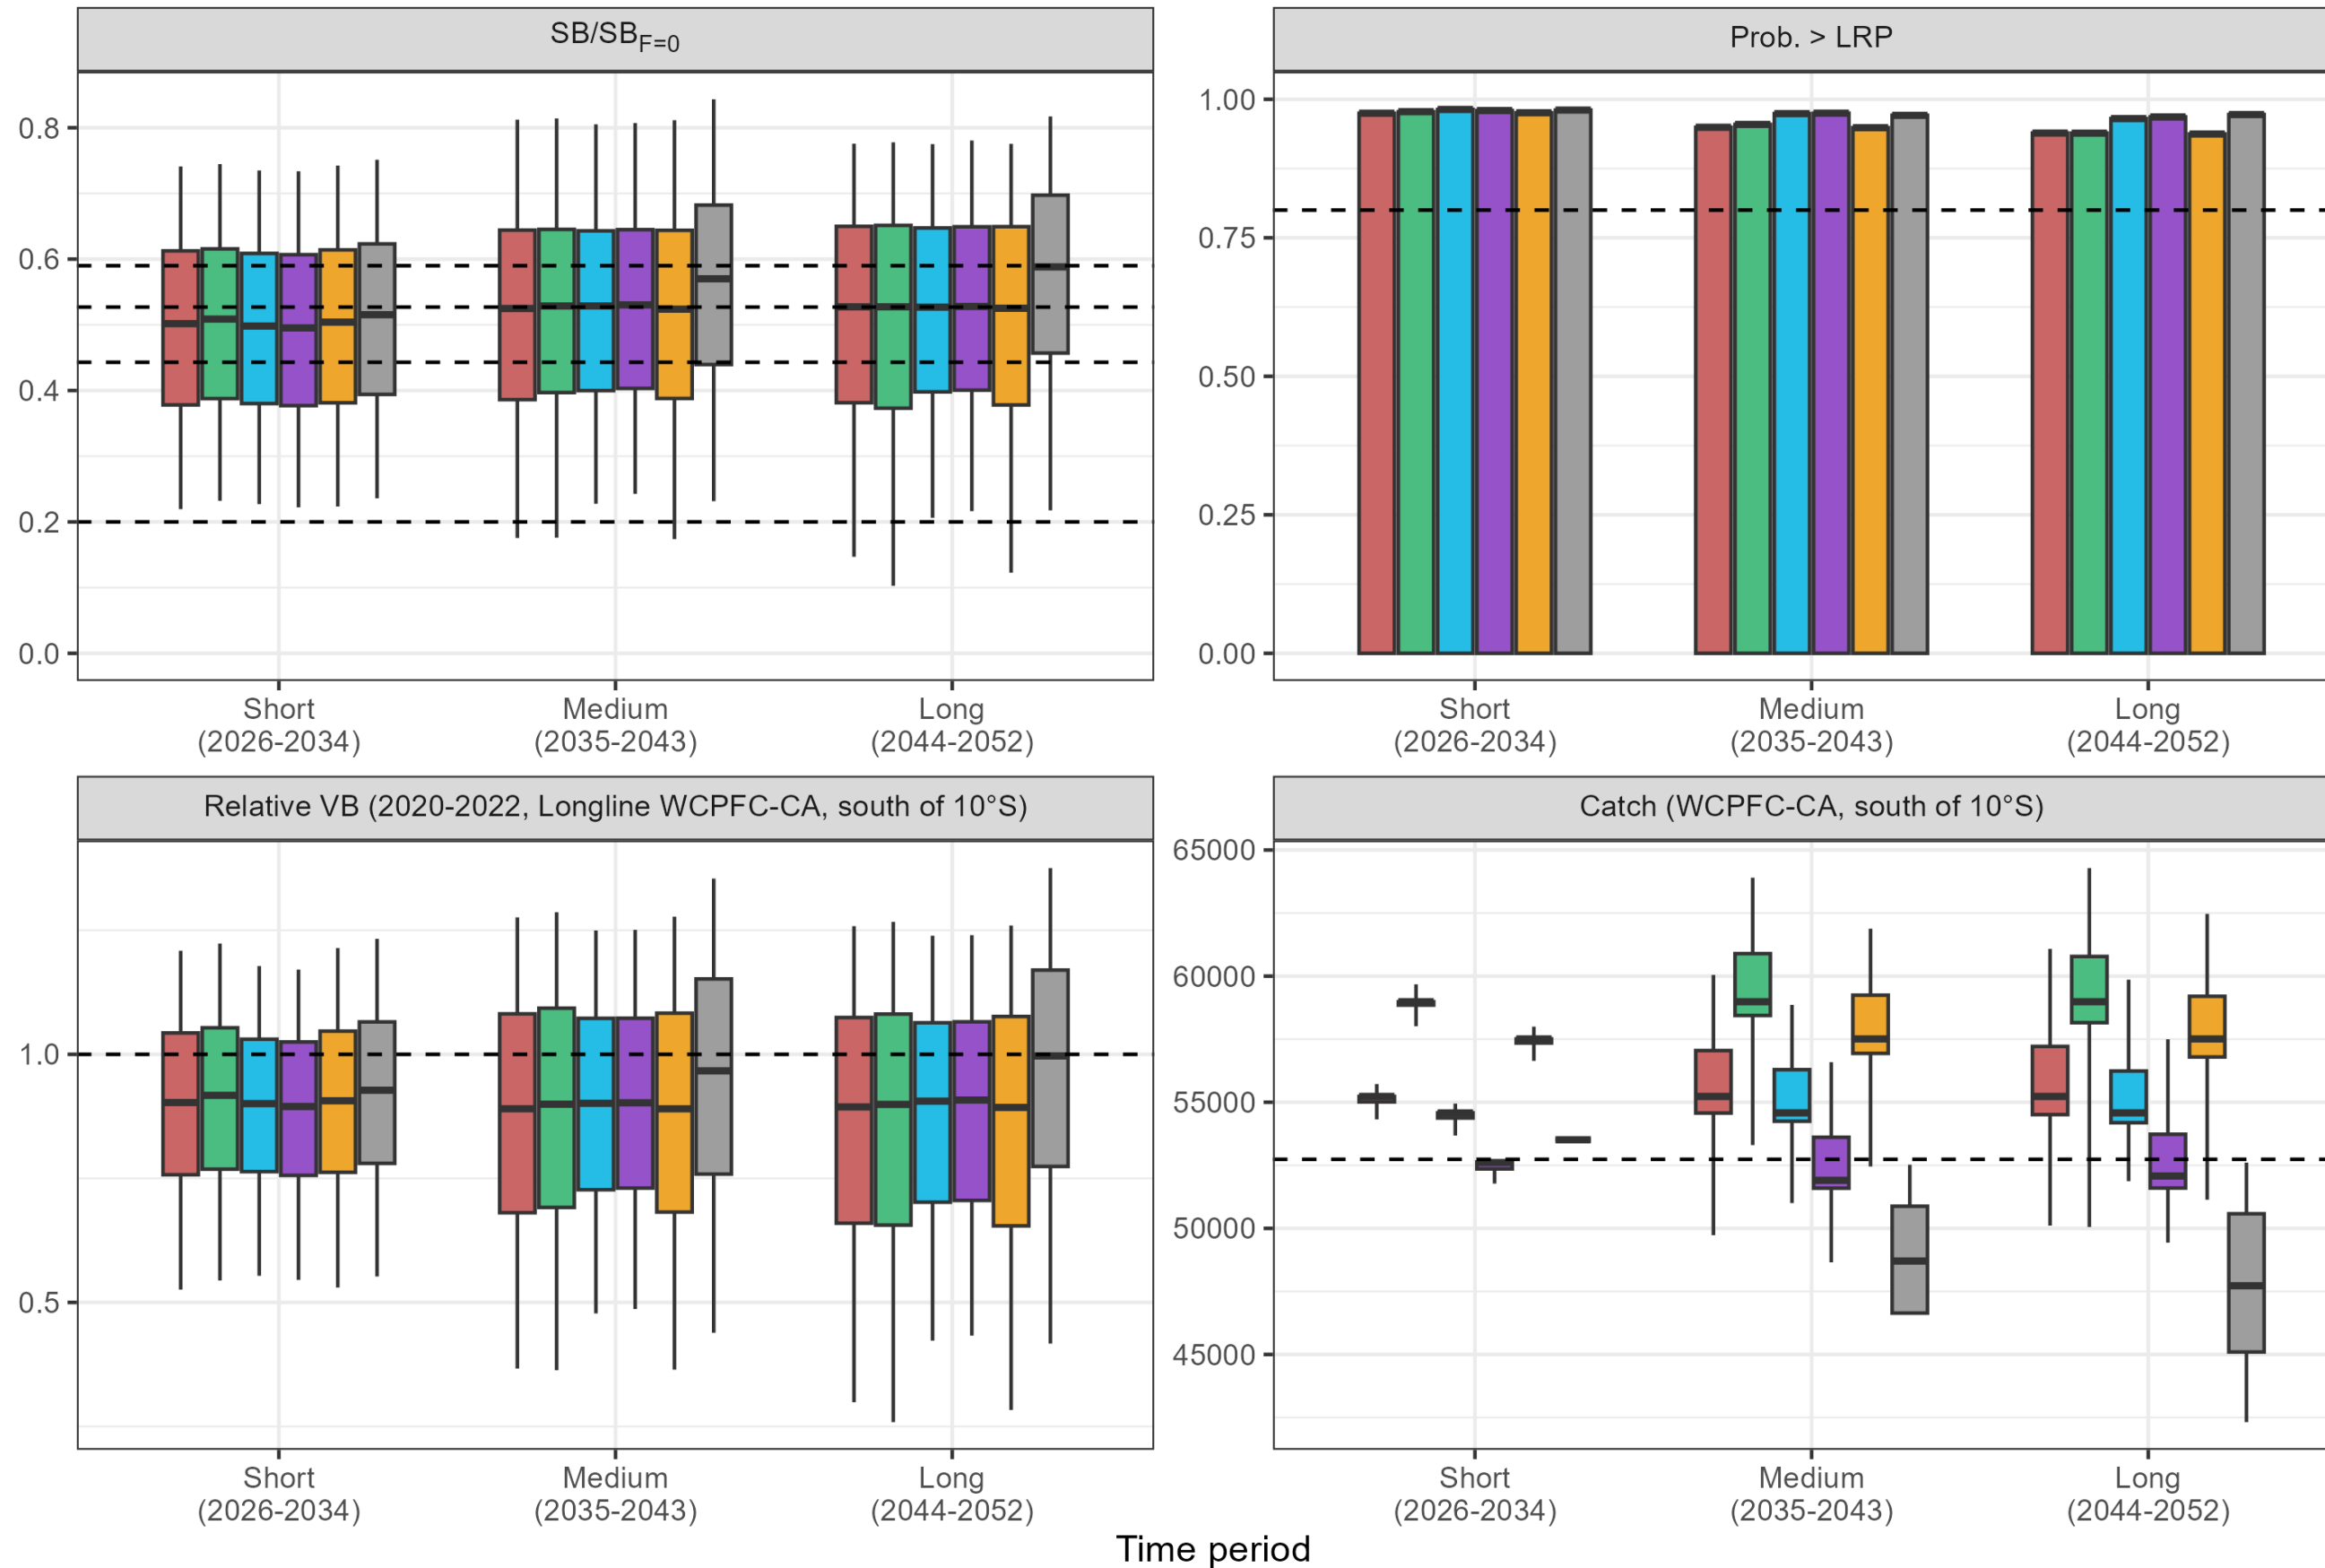 SB/SB_F=0
0.8
0.6
0.4
0.2
0.0
Short
(2026-2034)
Medium
(2035-2043)
Long
(2044-2052)
Prob. > LRP
1.00
0.75
0.50
0.25
0.00
Short
(2026-2034)
Medium
(2035-2043)
Long
(2044-2052)
Relative VB (2020-2022, Longline WCPFC-CA, south of 10°S)
1.0
0.5
Short
(2026-2034)
Medium
(2035-2043)
Long
(2044-2052)
Catch (WCPFC-CA, south of 10°S)
65000
60000
55000
50000
45000
Short
(2026-2034)
Medium
(2035-2043)
Long
(2044-2052)
Time period